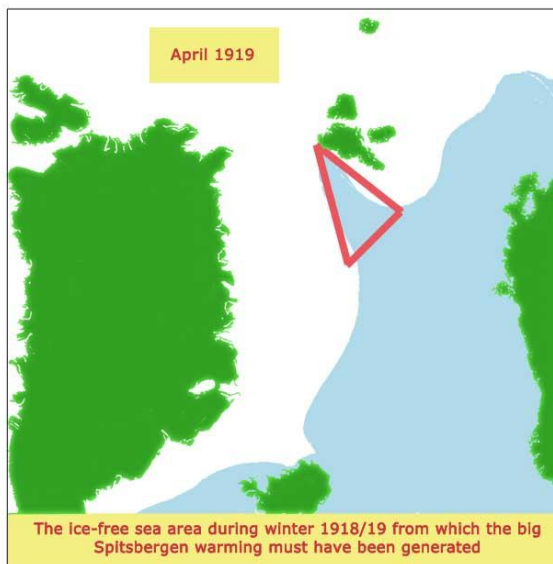 April 1919
The ice-free sea area during winter 1918/19 from which the big
Spitsbergen warming must have been generated